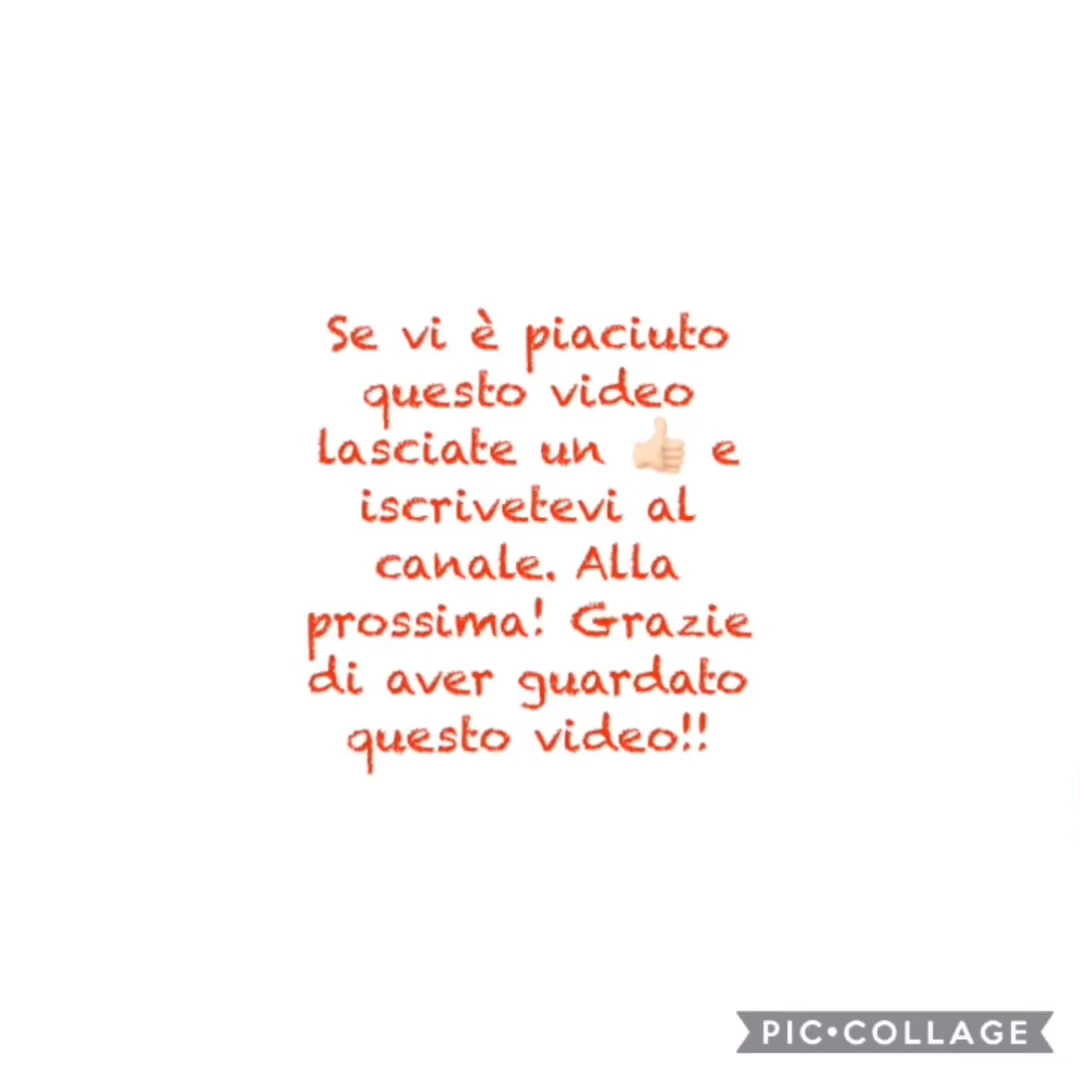 Se vi è piaciuto
questo video
lasciate un 👍🏻 e
iscrivetevi al
canale. Alla
prossima! Grazie
di aver guardato
questo video!!
PIC•COLLAGE